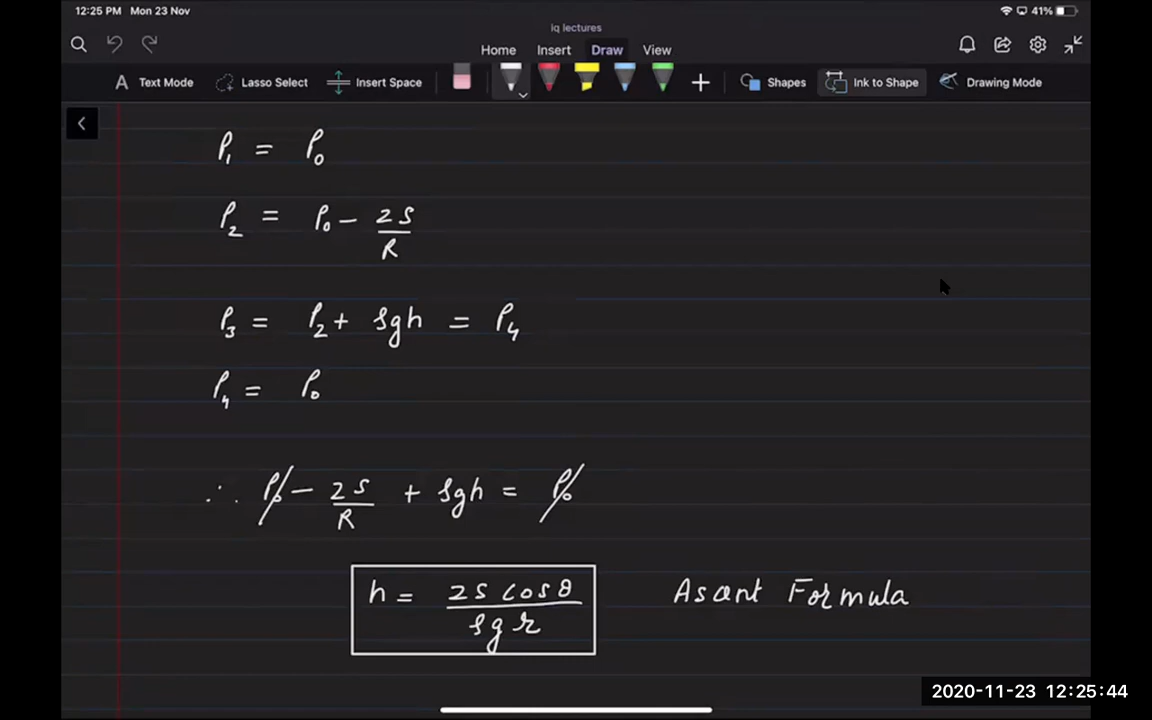 12:25 PM Mon 23 Nov
41%
iq lectures
Home Insert Draw View
Text Mode Lasso Select Insert Space Shapes Ink to Shape Drawing Mode
P₁ = P₀
P₂ = P₀ - 2S/R
P₃ = P₂ + ρgh = P₄
P₄ = P₀
∴ P₀ - 2S/R + ρgh = P₀
h = 2S cosθ/ρgr Ascent Formula
2020-11-23 12:25:44